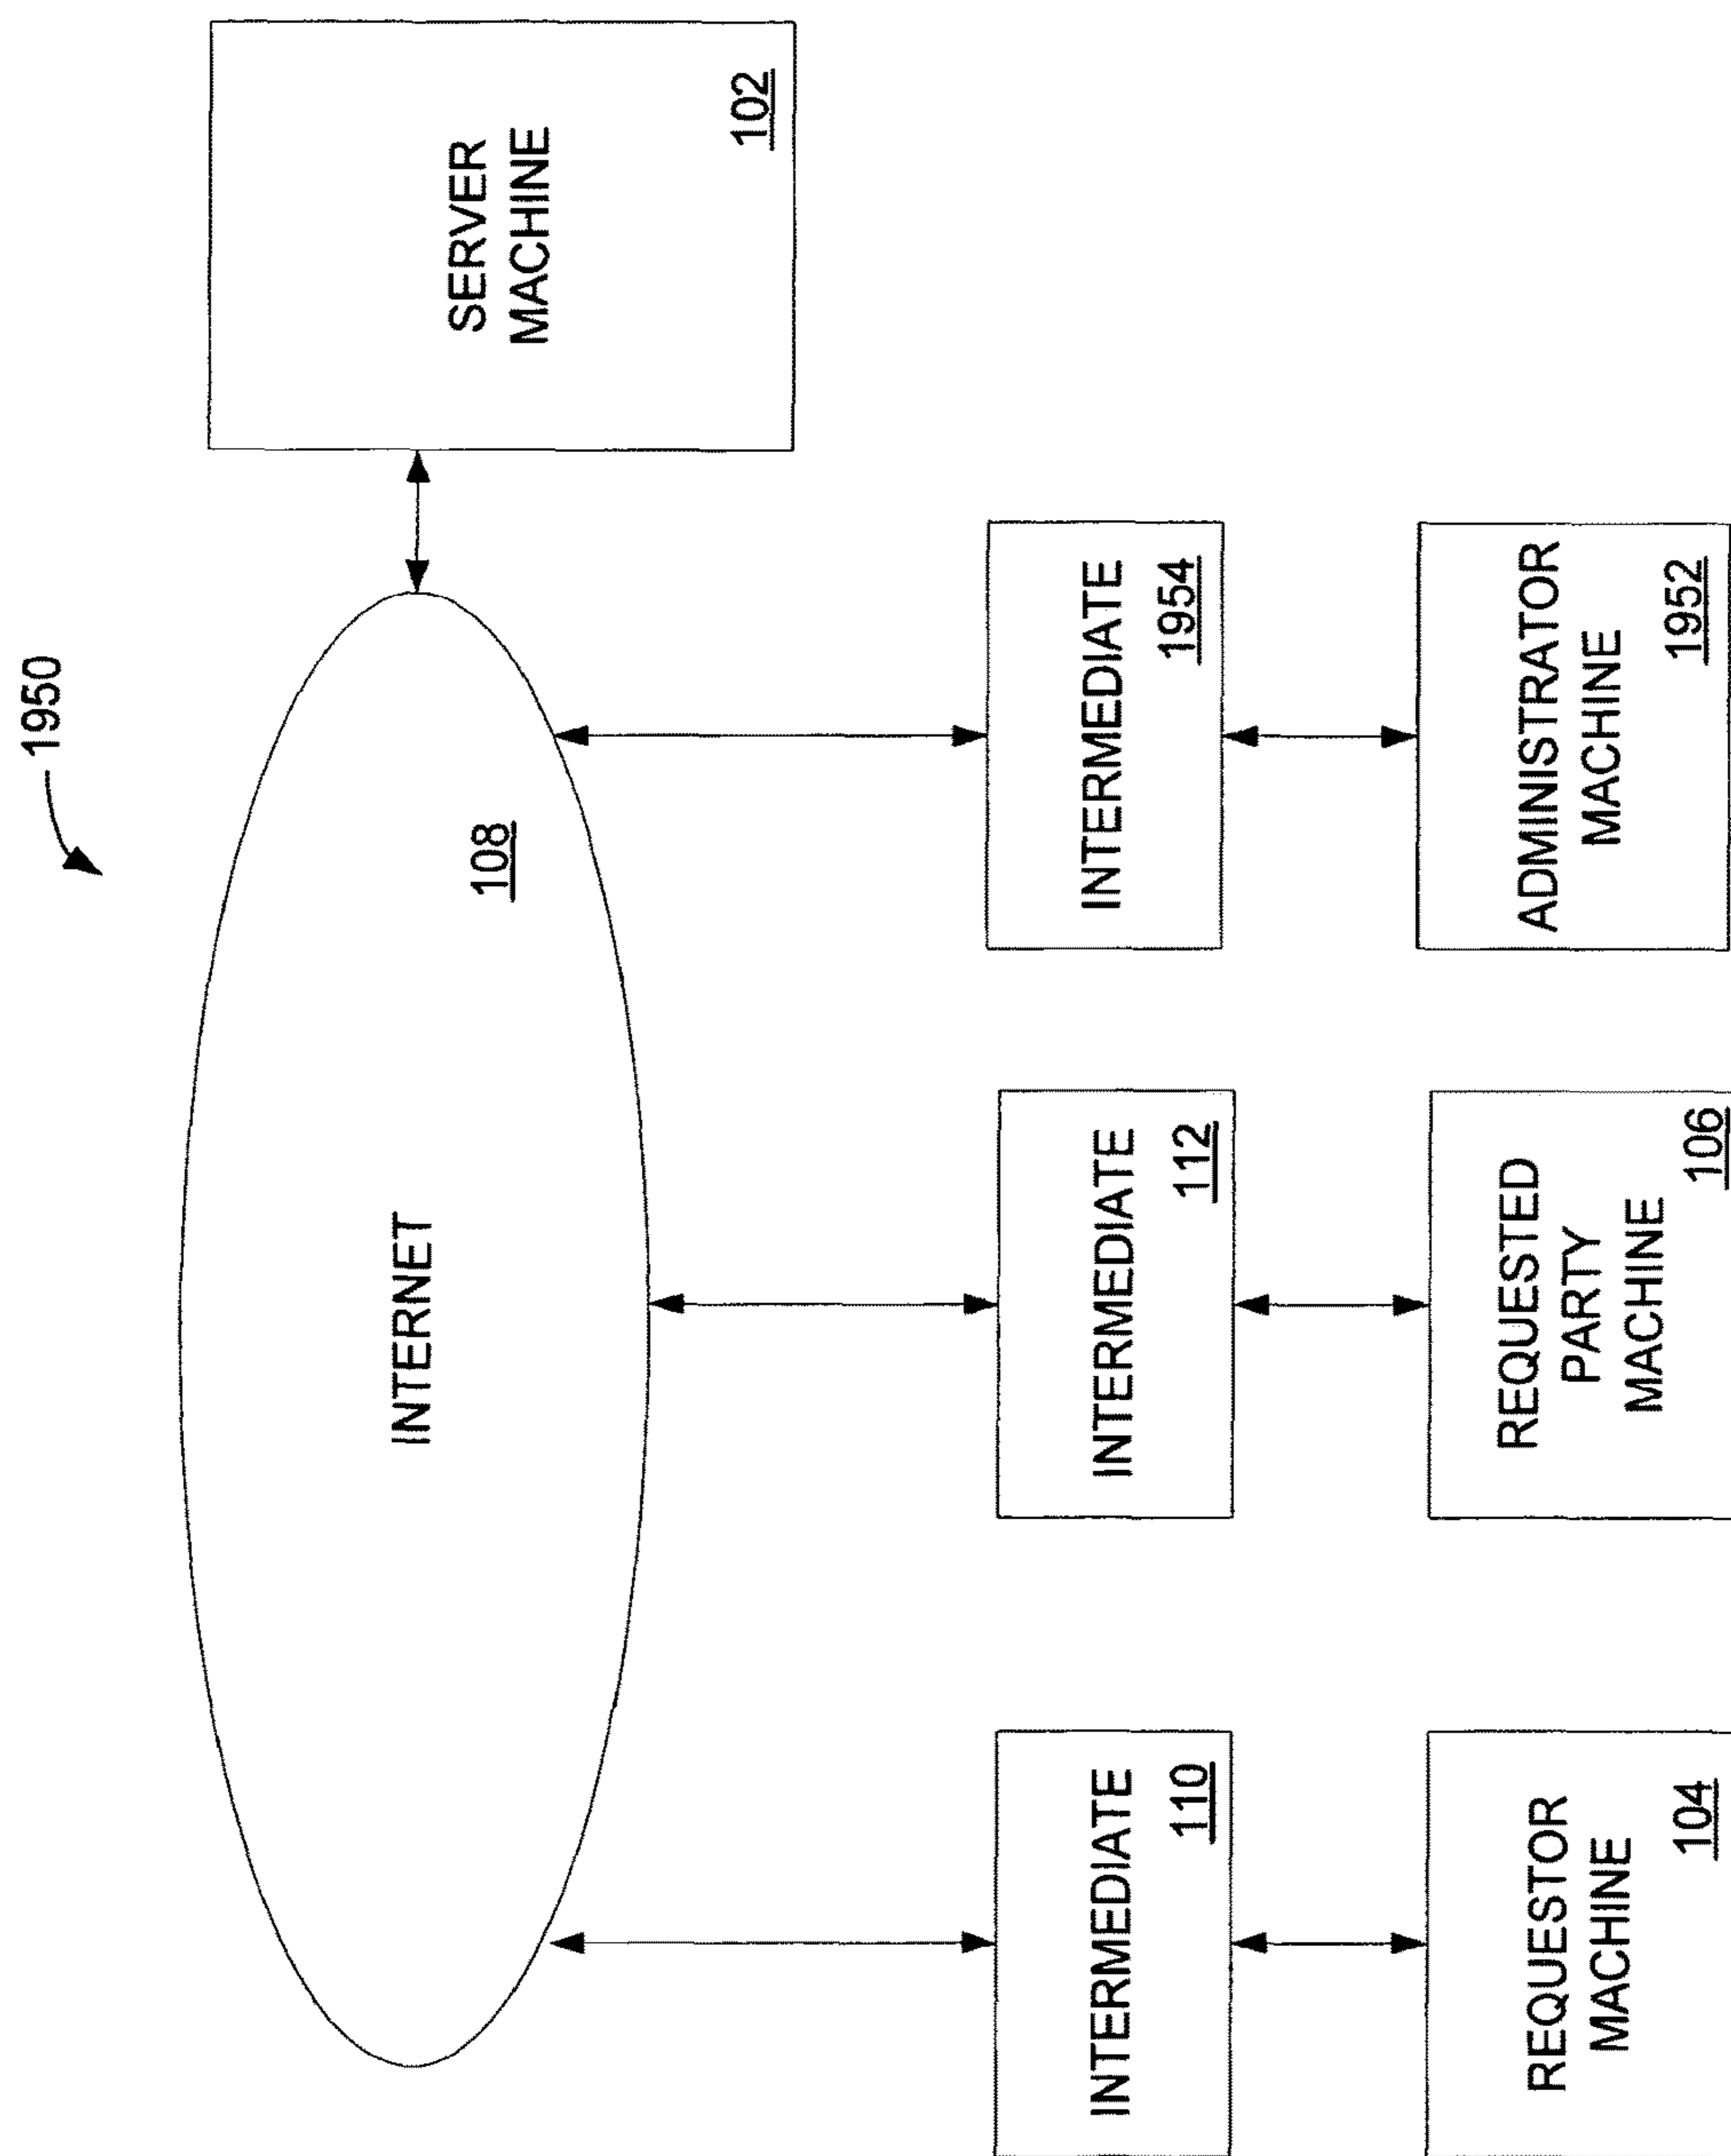 1950
INTERNET
108
SERVER
MACHINE
102
INTERMEDIATE
110
INTERMEDIATE
112
INTERMEDIATE
1954
REQUESTOR
MACHINE
104
REQUESTED
PARTY
MACHINE
106
ADMINISTRATOR
MACHINE
1952